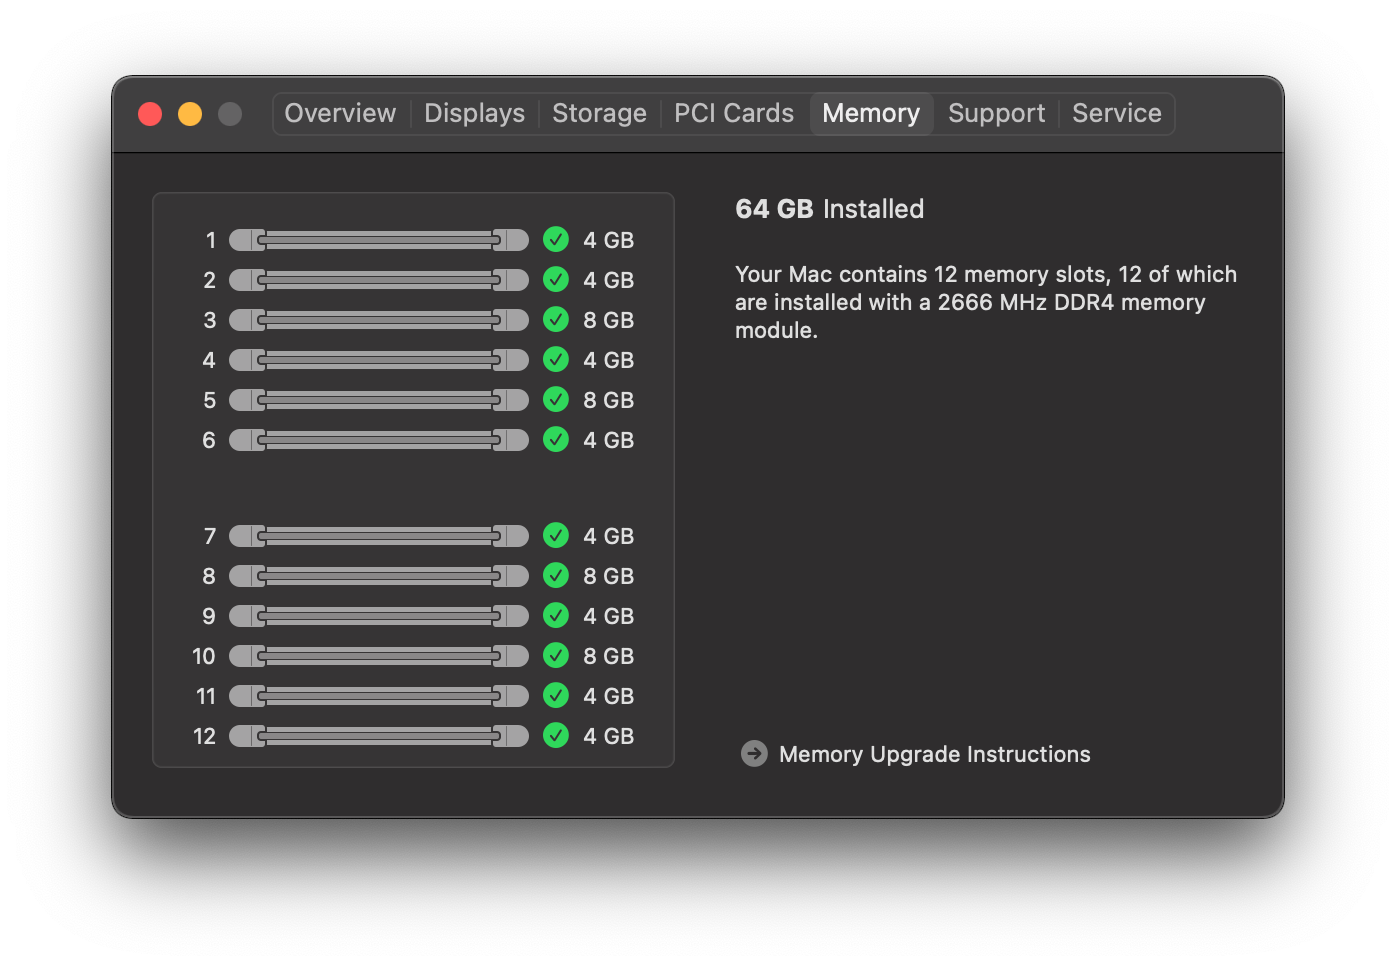 Overview Displays Storage PCI Cards Memory Support Service
1 4 GB
2 4 GB
3 8 GB
4 4 GB
5 8 GB
6 4 GB
7 4 GB
8 8 GB
9 4 GB
10 8 GB
11 4 GB
12 4 GB
64 GB Installed
Your Mac contains 12 memory slots, 12 of which
are installed with a 2666 MHz DDR4 memory
module.
Memory Upgrade Instructions